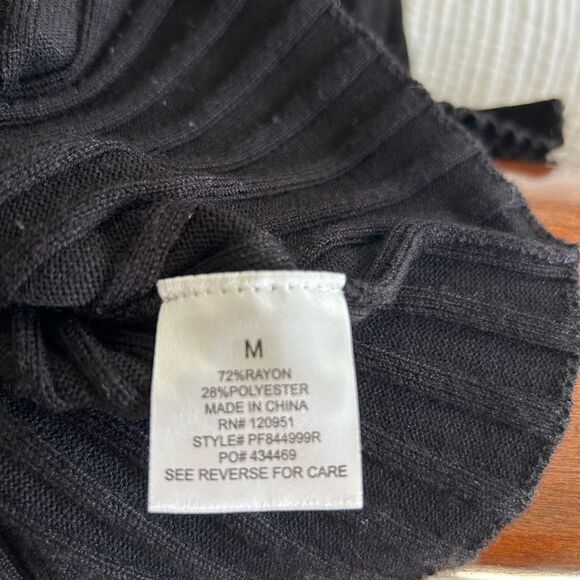 M
72%RAYON
28%POLYESTER
MADE IN CHINA
RN# 120951
STYLE# PF844999R
PO# 434469
SEE REVERSE FOR CARE